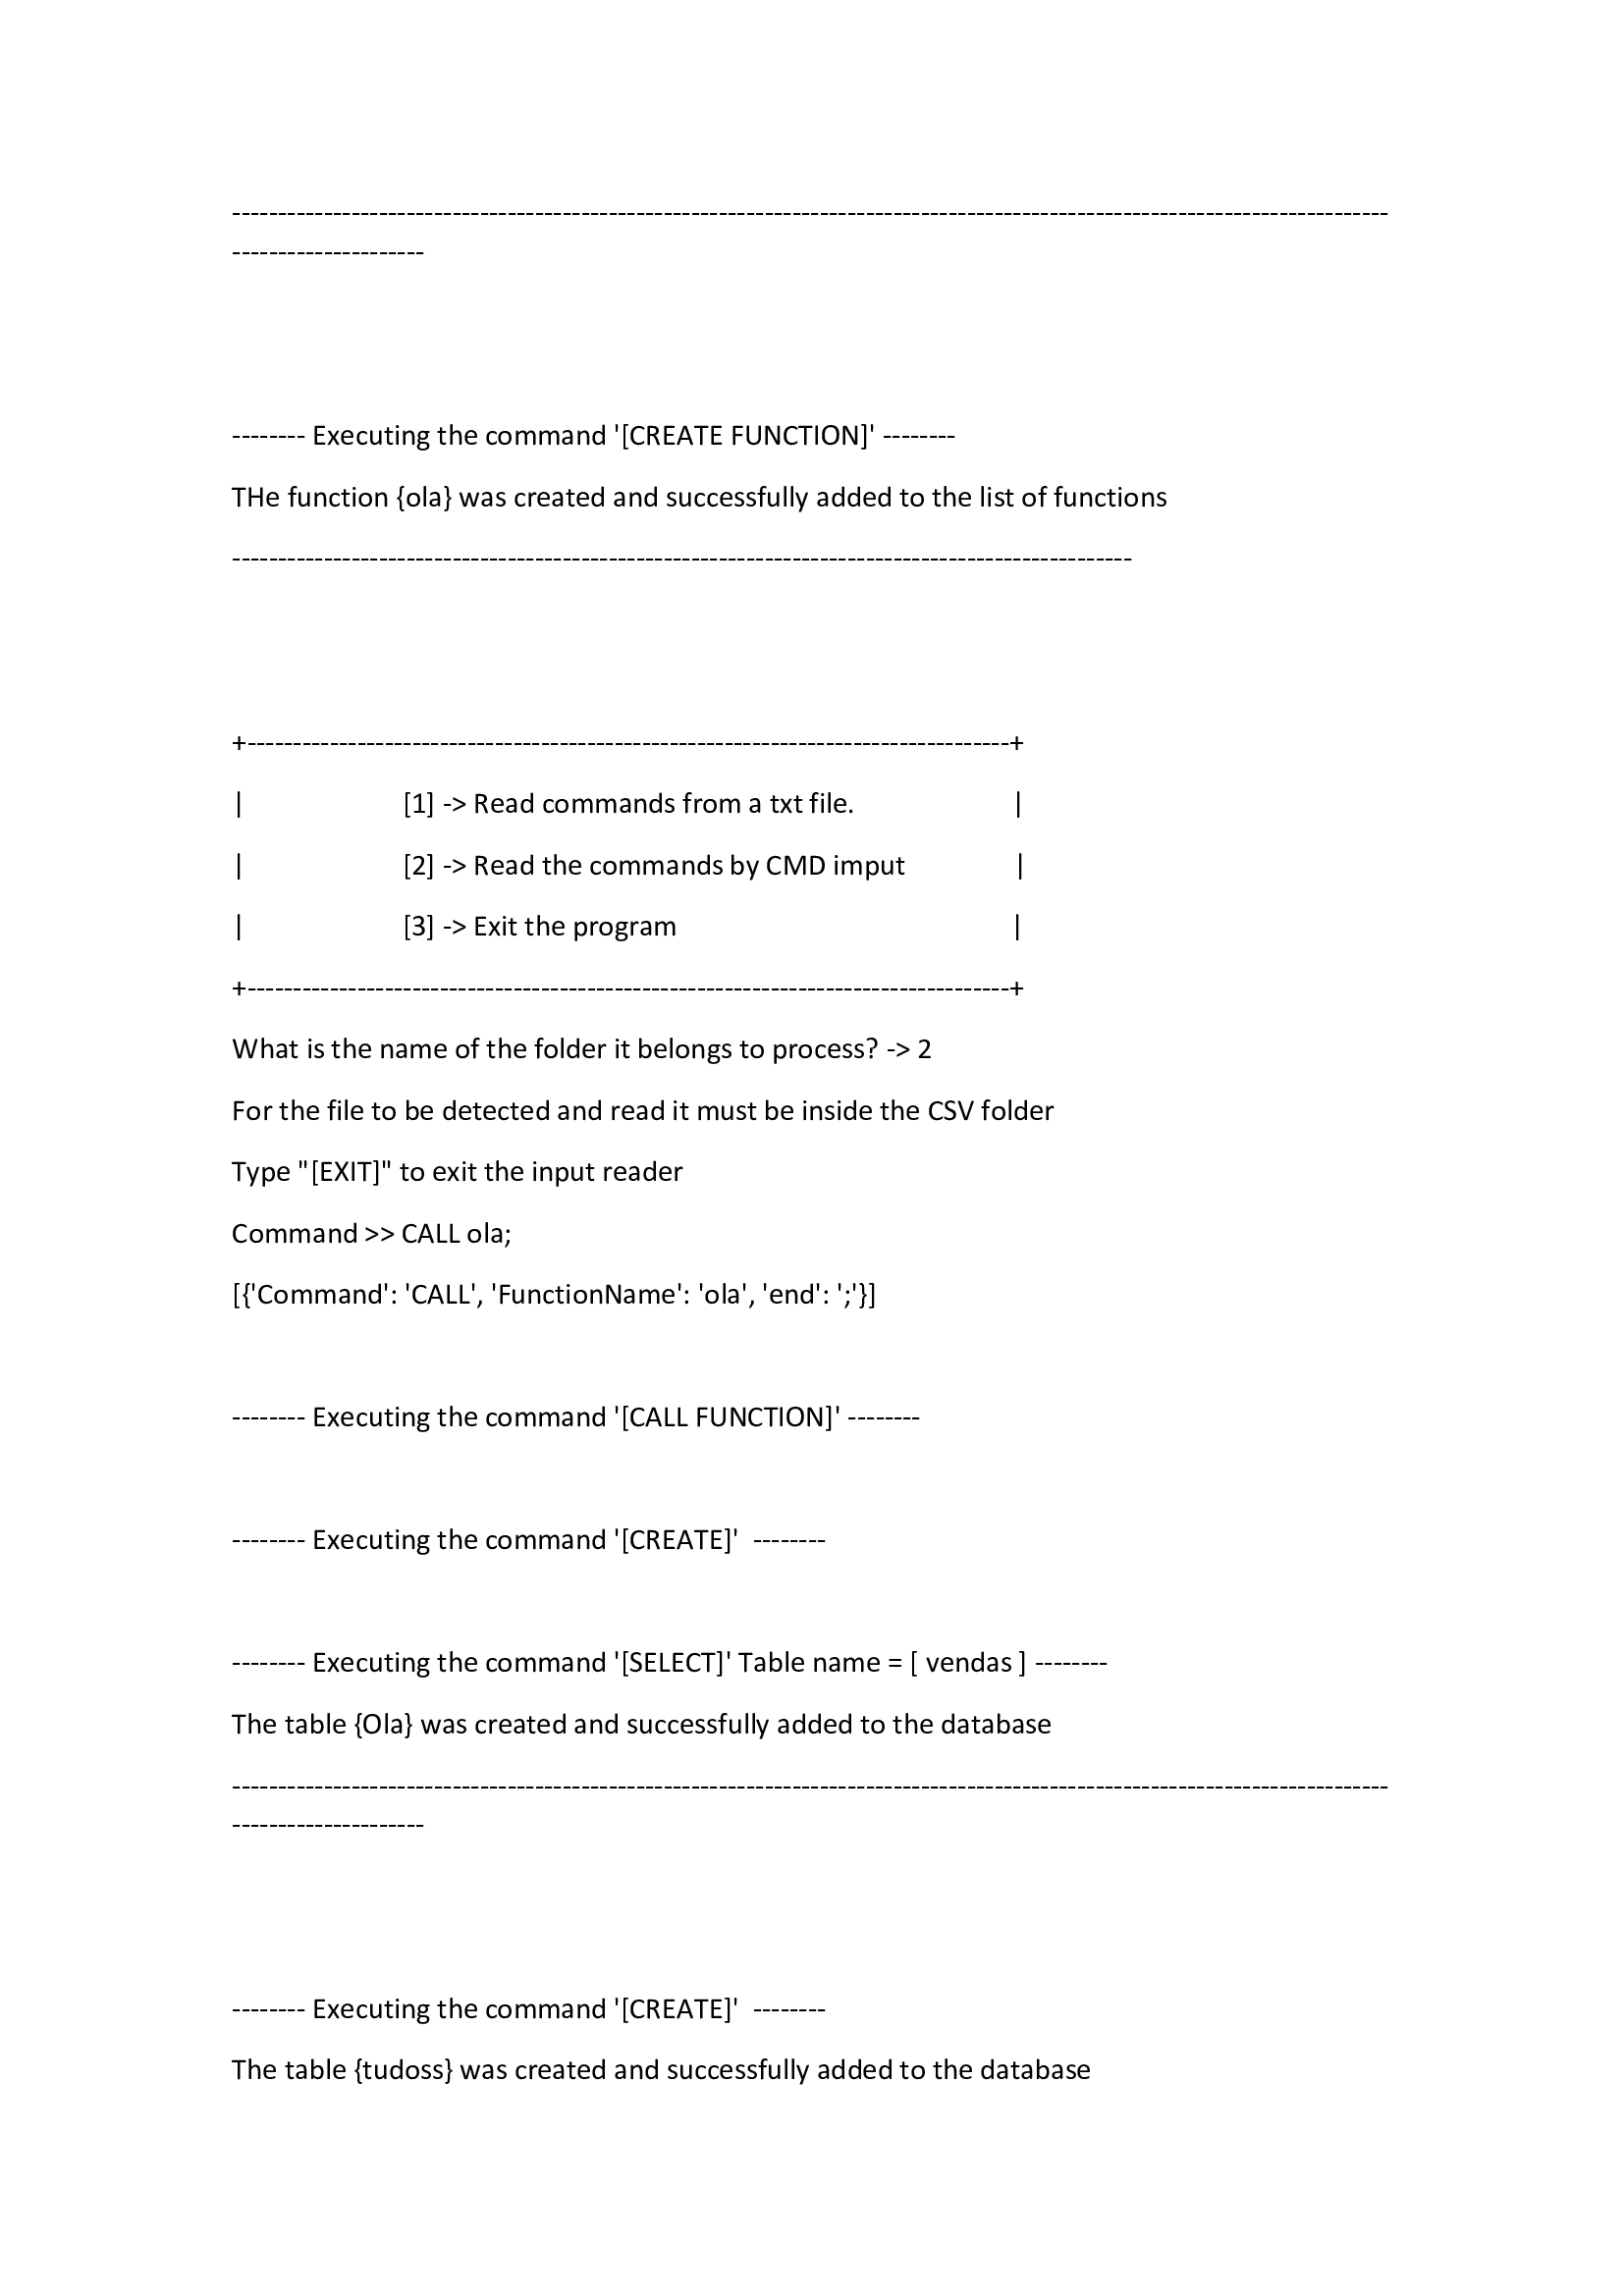 ------------------------------------------------------------------------------------------------------------------------------
---------------------
-------- Executing the command '[CREATE FUNCTION]' --------
THe function {ola} was created and successfully added to the list of functions
--------------------------------------------------------------------------------------------------
+-----------------------------------------------------------------------------------+
| [1] -> Read commands from a txt file. |
| [2] -> Read the commands by CMD imput |
| [3] -> Exit the program |
+-----------------------------------------------------------------------------------+
What is the name of the folder it belongs to process? -> 2
For the file to be detected and read it must be inside the CSV folder
Type "[EXIT]" to exit the input reader
Command >> CALL ola;
[{'Command': 'CALL', 'FunctionName': 'ola', 'end': ';'}]
-------- Executing the command '[CALL FUNCTION]' --------
-------- Executing the command '[CREATE]'  --------
-------- Executing the command '[SELECT]' Table name = [ vendas ] --------
The table {Ola} was created and successfully added to the database
------------------------------------------------------------------------------------------------------------------------------
---------------------
-------- Executing the command '[CREATE]'  --------
The table {tudoss} was created and successfully added to the database